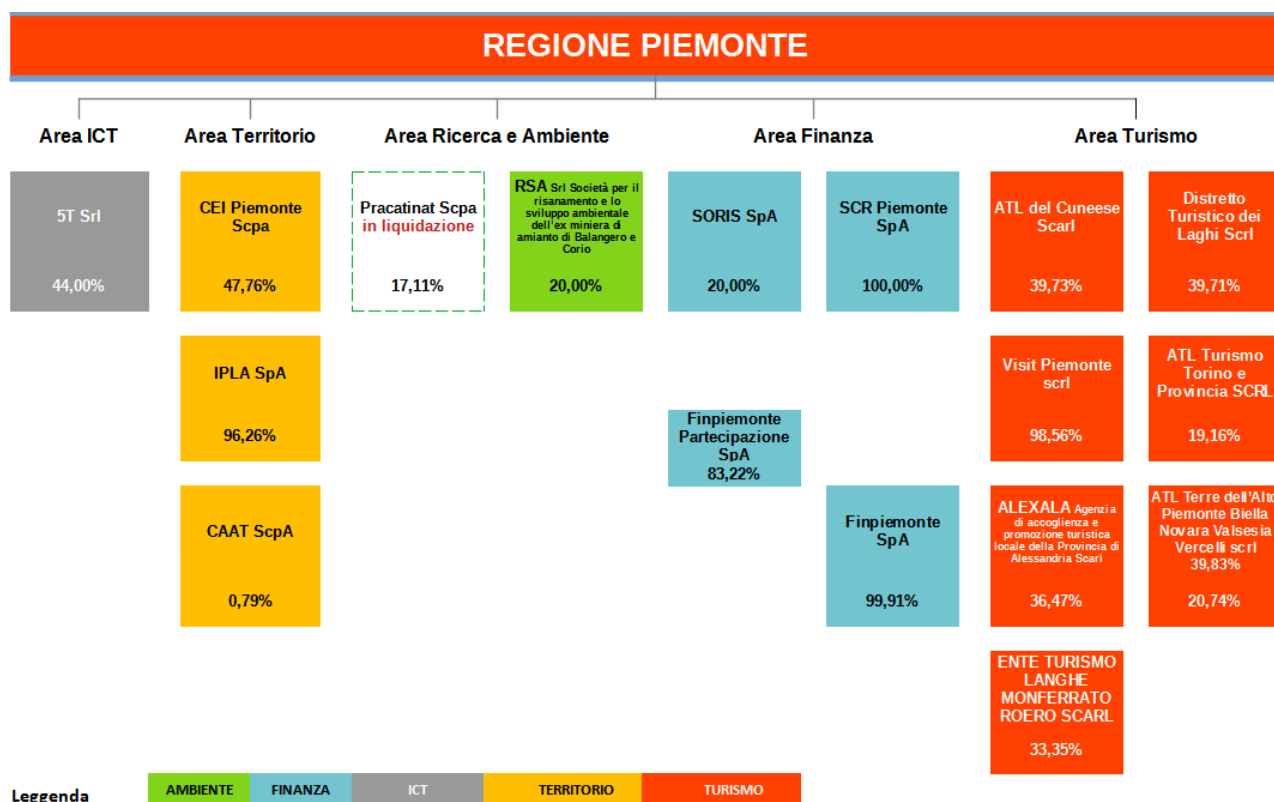 REGIONE PIEMONTE
Area ICT
Area Territorio
Area Ricerca e Ambiente
Area Finanza
Area Turismo
5T Srl
44,00%
CEI Piemonte
Scpa
47,76%
Pracatinat Scpa
in liquidazione
17,11%
RSA Srl Società per il
risanamento e lo
sviluppo ambientale
dell'ex miniera di
amianto di Balangero e
Corio
20,00%
SORIS SpA
20,00%
SCR Piemonte
SpA
100,00%
ATL del Cuneese
Scarl
39,73%
Distretto
Turistico dei
Laghi Scrl
39,71%
IPLA SpA
96,26%
Finpiemonte
Partecipazione
SpA
83,22%
Visit Piemonte
scrl
98,56%
ATL Turismo
Torino e
Provincia SCRL
19,16%
CAAT ScpA
0,79%
Finpiemonte
SpA
99,91%
ALEXALA Agenzia
di accoglienza e
promozione turistica
locale della Provincia di
Alessandria Scarl
36,47%
ATL Terre dell'Alto
Piemonte Biella
Novara Valsesia
Vercelli scrl
39,83%
20,74%
ENTE TURISMO
LANGHE
MONFERRATO
ROERO SCARL
33,35%
Leggenda
AMBIENTE
FINANZA
ICT
TERRITORIO
TURISMO